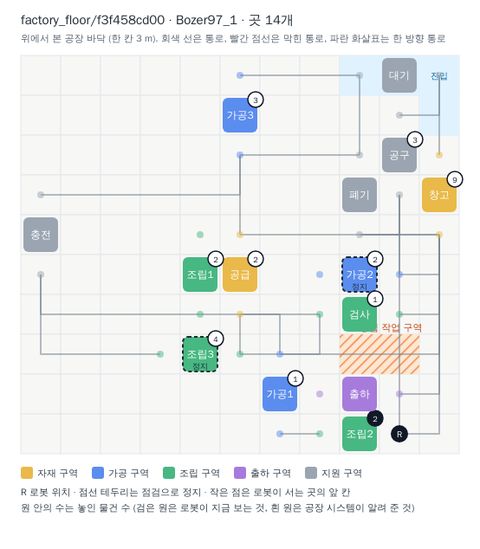 factory_floor/f3f458cd00 · Bozer97_1 · 곳 14개
위에서 본 공장 바닥 (한 칸 3 m). 회색 선은 통로, 빨간 점선은 막힌 통로, 파란 화살표는 한 방향 통로
대기
진입
가공3
3
공구
3
폐기
창고
9
충전
조립1
2
공급
2
가공2
2
정지
검사
1
작업 구역
조립3
4
정지
가공1
1
출하
조립2
2
R
자재 구역
가공 구역
조립 구역
출하 구역
지원 구역
R 로봇 위치 · 점선 테두리는 점검으로 정지 · 작은 점은 로봇이 서는 곳의 앞 칸
원 안의 수는 놓인 물건 수 (검은 원은 로봇이 지금 보는 것, 흰 원은 공장 시스템이 알려 준 것)